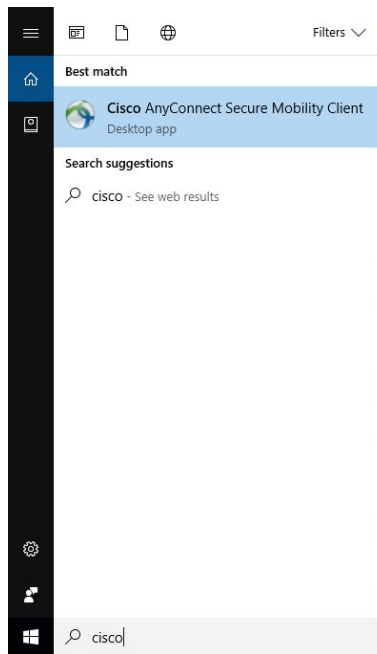 Filters
Best match
Cisco AnyConnect Secure Mobility Client
Desktop app
Search suggestions
cisco - See web results
cisco